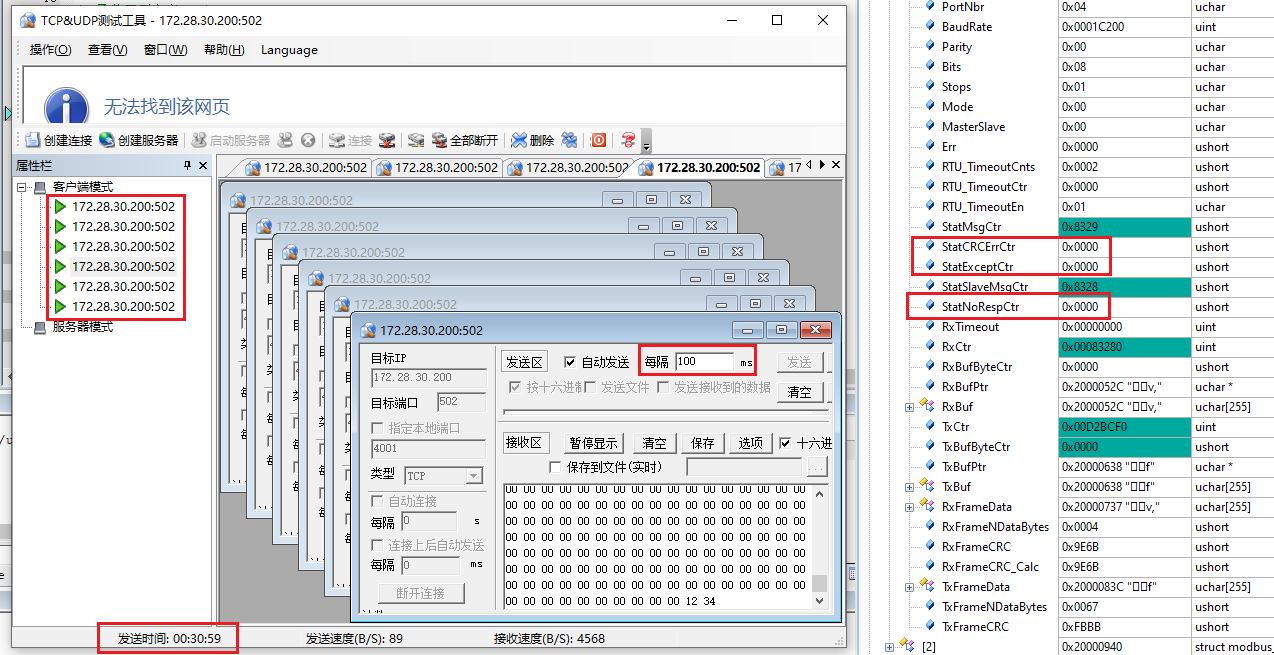 TCP&UDP测试工具 - 172.28.30.200:502
操作(O) 查看(V) 窗口(W) 帮助(H) Language
无法找到该网页
创建连接 创建服务器 启动服务器 连接 全部断开 删除
属性栏
客户端模式
172.28.30.200:502
172.28.30.200:502
172.28.30.200:502
172.28.30.200:502
172.28.30.200:502
172.28.30.200:502
服务器模式
172.28.30.200:502 172.28.30.200:502 172.28.30.200:502 172.28.30.200:502 17
172.28.30.200:502
172.28.30.200:502
172.28.30.200:502
172.28.30.200:502
172.28.30.200:502
172.28.30.200:502
目标IP
172.28.30.200
目标端口 502
指定本地端口
4001
类型 TCP
自动连接
每隔 0 s
连接上后自动发送
每隔 0 ms
断开连接
发送区 自动发送 每隔 100 ms 发送
按十六进制 发送文件 发送接收到的数据 清空
接收区 暂停显示 清空 保存 选项 十六进
保存到文件(实时) ...
00 00 00 00 00 00 00 00 00 00 00 00 00 00 00 00 00
00 00 00 00 00 00 00 00 00 00 00 00 00 00 00 00 00
00 00 00 00 00 00 00 00 00 00 00 00 00 00 00 00 00
00 00 00 00 00 00 00 00 00 00 00 00 00 00 00 00 00
00 00 00 00 00 00 00 00 00 00 00 00 00 00 00 00 00
00 00 00 00 00 00 00 00 00 00 00 00 00 00 00 00 00
00 00 00 00 00 00 00 00 00 00 00 00 00 00 00 00 00
00 00 00 00 00 00 00 00 00 00 12 34
发送时间: 00:30:59 发送速度(B/S): 89 接收速度(B/S): 4568
PortNbr 0x04 uchar
BaudRate 0x0001C200 uint
Parity 0x00 uchar
Bits 0x08 uchar
Stops 0x01 uchar
Mode 0x00 uchar
MasterSlave 0x00 uchar
Err 0x0000 ushort
RTU_TimeoutCnts 0x0002 ushort
RTU_TimeoutCtr 0x0000 ushort
RTU_TimeoutEn 0x01 uchar
StatMsgCtr 0x8329 ushort
StatCRCErrCtr 0x0000 ushort
StatExceptCtr 0x0000 ushort
StatSlaveMsgCtr 0x8328 ushort
StatNoRespCtr 0x0000 ushort
RxTimeout 0x00000000 uint
RxCtr 0x00083280 uint
RxBufByteCtr 0x0000 ushort
RxBufPtr 0x2000052C "□□v," uchar *
RxBuf 0x2000052C "□□v," uchar[255]
TxCtr 0x00D2BCF0 uint
TxBufByteCtr 0x0000 ushort
TxBufPtr 0x20000638 "□□f" uchar *
TxBuf 0x20000638 "□□f" uchar[255]
RxFrameData 0x20000737 "□□v," uchar[255]
RxFrameNDataBytes 0x0004 ushort
RxFrameCRC 0x9E6B ushort
RxFrameCRC_Calc 0x9E6B ushort
TxFrameData 0x2000083C "□□f" uchar[255]
TxFrameNDataBytes 0x0067 ushort
TxFrameCRC 0xFBBB ushort
[2] 0x20000940 struct modbus_